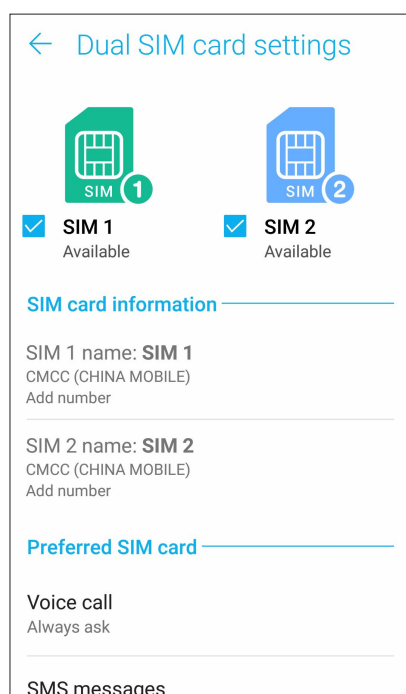 Dual SIM card settings
SIM 1 SIM 2
SIM 1 SIM 2
Available Available
SIM card information
SIM 1 name: SIM 1
CMCC (CHINA MOBILE)
Add number
SIM 2 name: SIM 2
CMCC (CHINA MOBILE)
Add number
Preferred SIM card
Voice call
Always ask
SMS messages